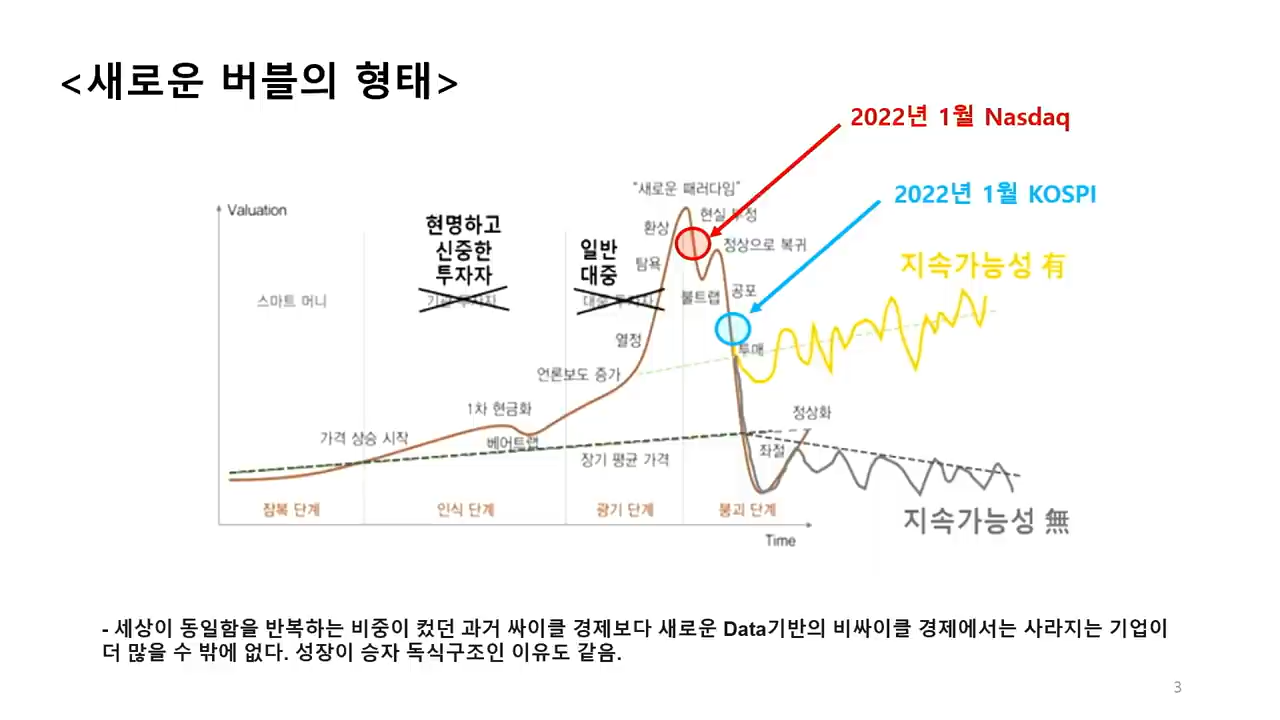 <새로운 버블의 형태>
2022년 1월 Nasdaq
2022년 1월 KOSPI
"새로운 패러다임"
Valuation
현명하고
신중한
투자자
일반
대중
환상
현실 부정
정상으로 복귀
탐욕
지속가능성 有
스마트 머니
기관 투자자
대중 투자자
불트랩
공포
열정
투매
언론보도 증가
1차 현금화
정상화
가격 상승 시작
베어트랩
장기 평균 가격
좌절
잠복 단계
인식 단계
광기 단계
붕괴 단계
지속가능성 無
Time
- 세상이 동일함을 반복하는 비중이 컸던 과거 싸이클 경제보다 새로운 Data기반의 비싸이클 경제에서는 사라지는 기업이
더 많을 수 밖에 없다. 성장이 승자 독식구조인 이유도 같음.
3